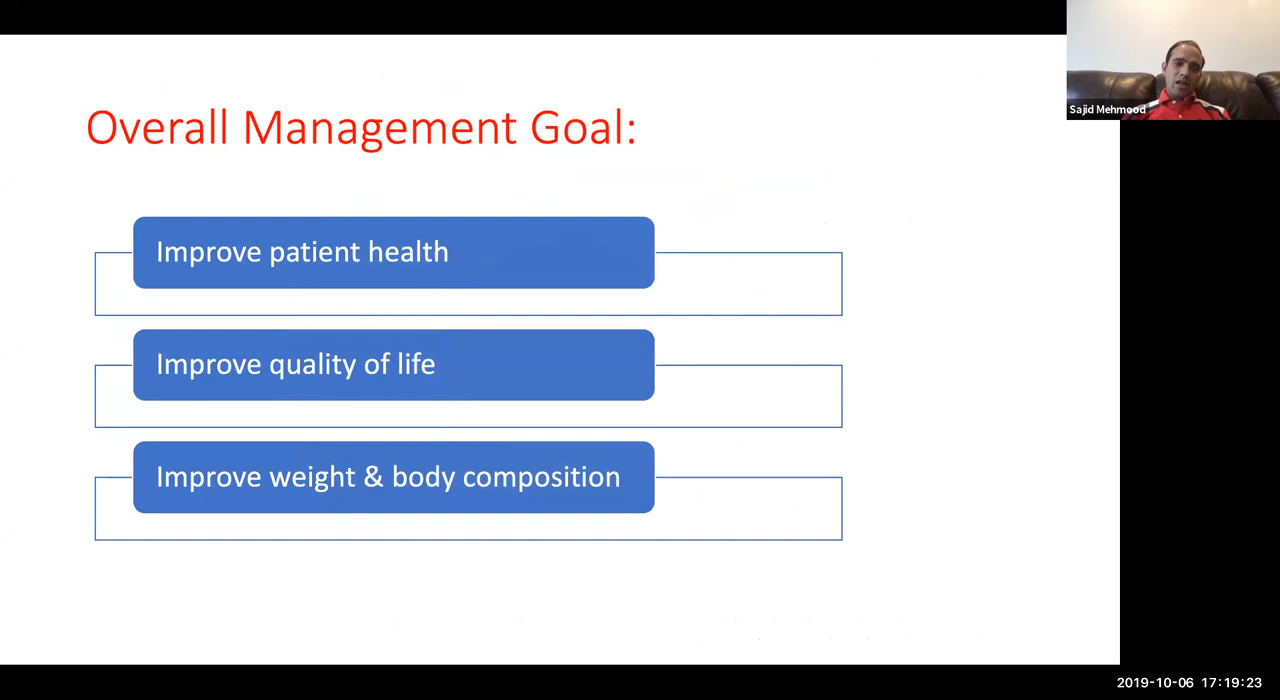 Overall Management Goal:
Improve patient health
Improve quality of life
Improve weight & body composition
Sajid Mehmood
2019-10-06 17:19:23